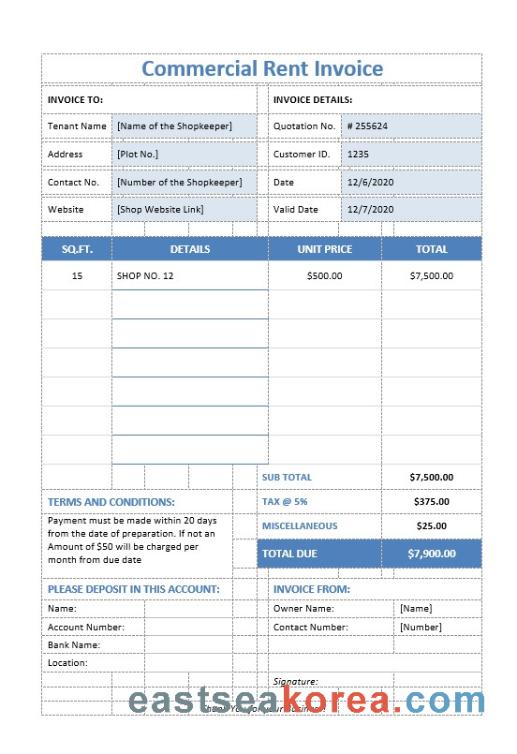 Commercial Rent Invoice
INVOICE TO: INVOICE DETAILS:
Tenant Name [Name of the Shopkeeper] Quotation No. # 255624
Address [Plot No.] Customer ID. 1235
Contact No. [Number of the Shopkeeper] Date 12/6/2020
Website [Shop Website Link] Valid Date 12/7/2020
SQ.FT. DETAILS UNIT PRICE TOTAL
15 SHOP NO. 12 $500.00 $7,500.00
SUB TOTAL $7,500.00
TERMS AND CONDITIONS: TAX @ 5% $375.00
Payment must be made within 20 days
from the date of preparation. If not an
Amount of $50 will be charged per
month from due date
MISCELLANEOUS $25.00
TOTAL DUE $7,900.00
PLEASE DEPOSIT IN THIS ACCOUNT: INVOICE FROM:
Name: Owner Name: [Name]
Account Number: Contact Number: [Number]
Bank Name:
Location:
Signature:
eastseakorea.com
Thank You for your Business!